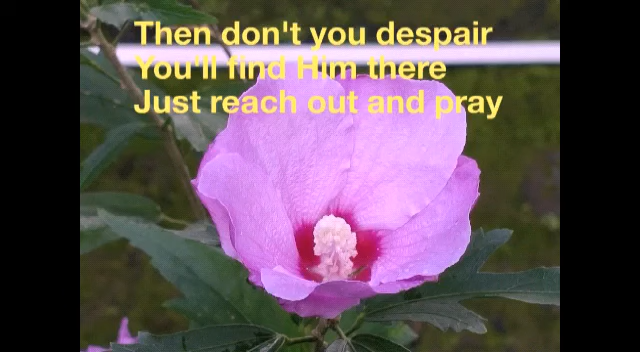 Then don't you despair
You'll find Him there
Just reach out and pray